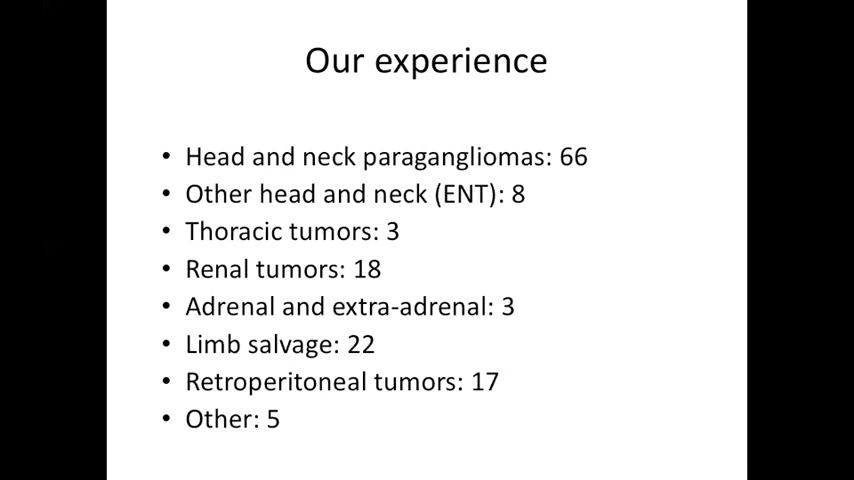 Our experience
• Head and neck paragangliomas: 66
• Other head and neck (ENT): 8
• Thoracic tumors: 3
• Renal tumors: 18
• Adrenal and extra-adrenal: 3
• Limb salvage: 22
• Retroperitoneal tumors: 17
• Other: 5